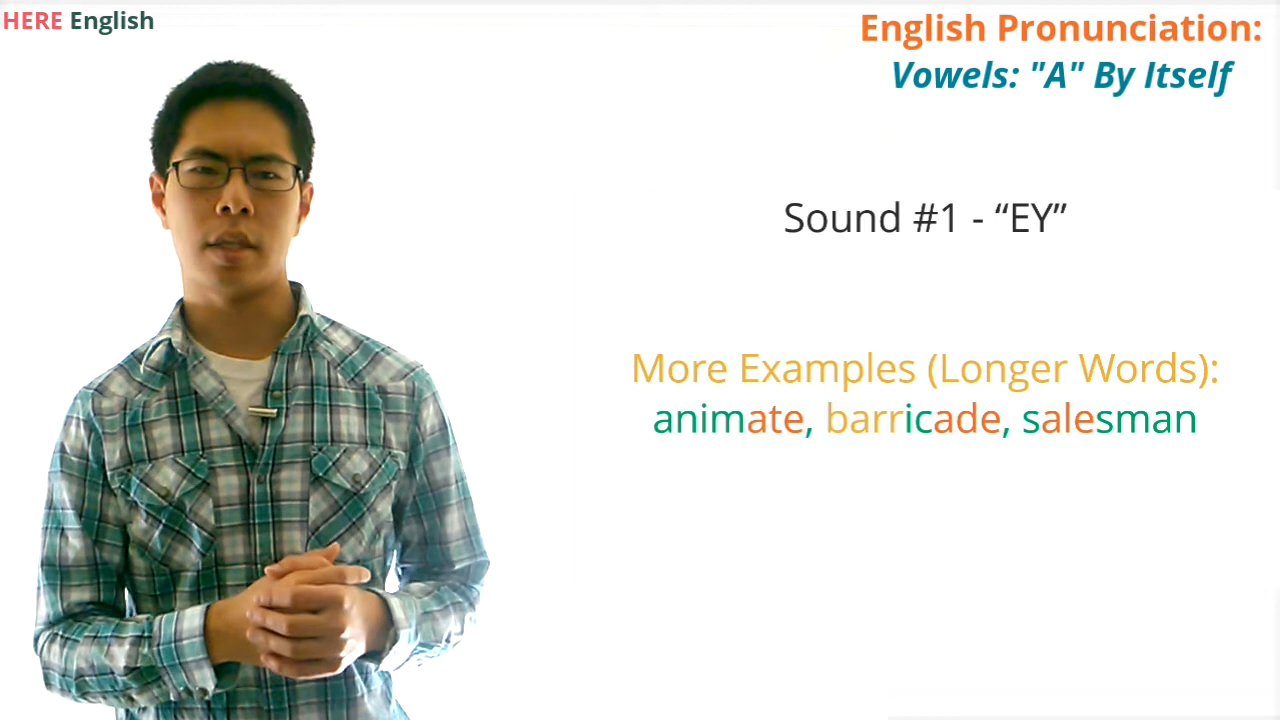 HERE English
English Pronunciation:
Vowels: "A" By Itself
Sound #1 - “EY”
More Examples (Longer Words):
animate, barricade, salesman